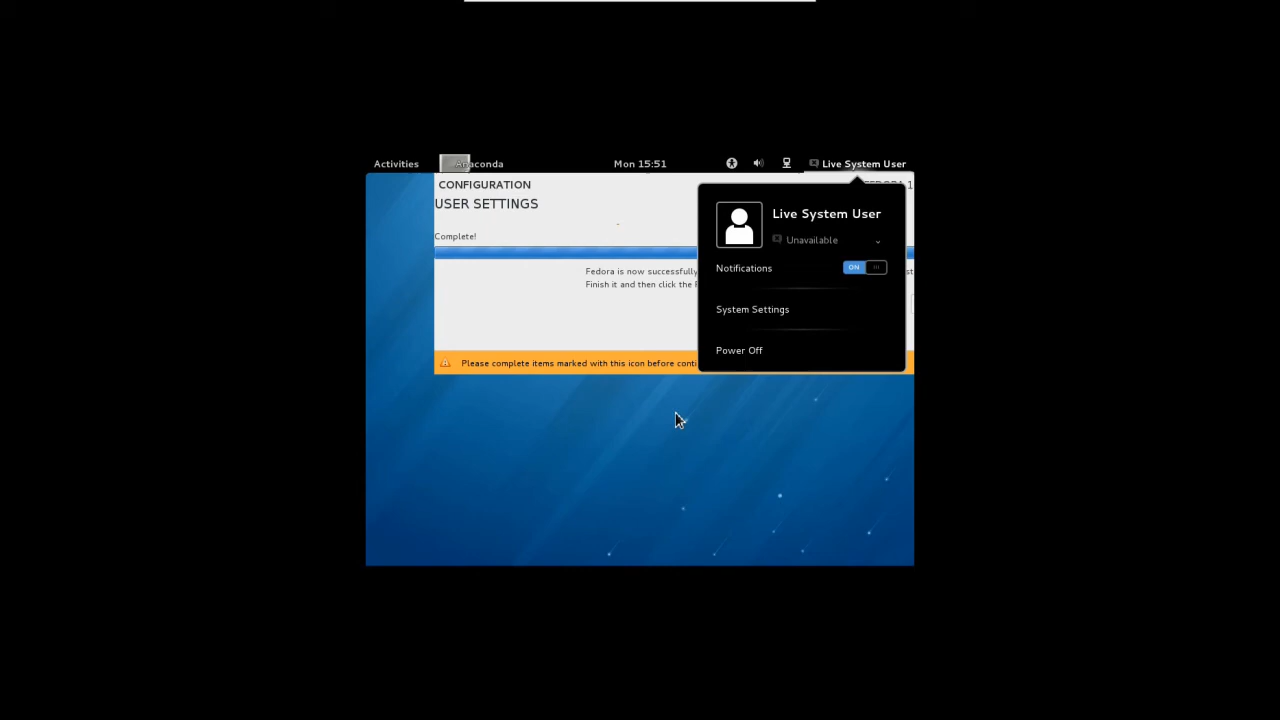 Activities Anaconda Mon 15:51 Live System User
CONFIGURATION
USER SETTINGS
Complete!
Fedora is now successfully
Finish it and then click the
Please complete items marked with this icon before conti
Live System User
Unavailable
Notifications ON
System Settings
Power Off